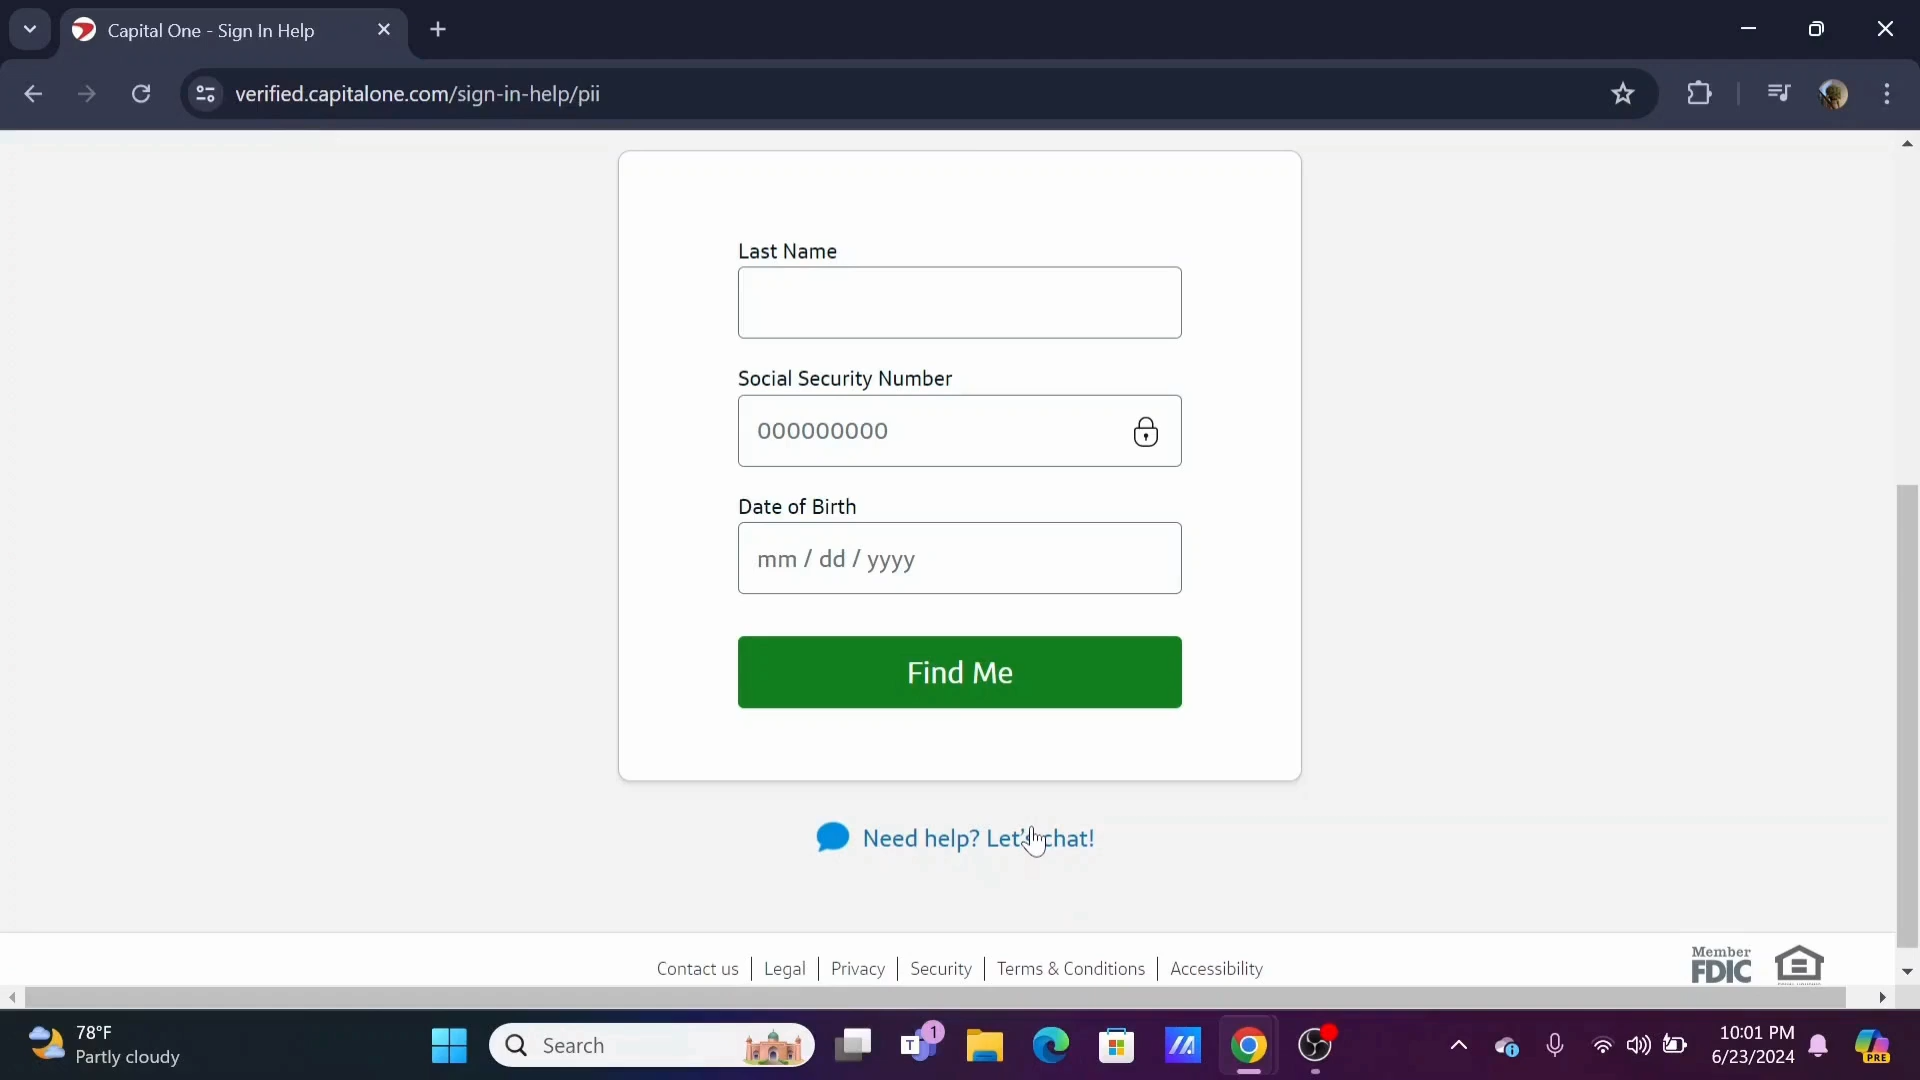 Capital One - Sign In Help
verified.capitalone.com/sign-in-help/pii
Last Name
Social Security Number
000000000
Date of Birth
mm / dd / yyyy
Find Me
Need help? Let's chat!
Contact us | Legal | Privacy | Security | Terms & Conditions | Accessibility
Member
FDIC
78°F
Partly cloudy
Search
T
1
10:01 PM
6/23/2024
PRE